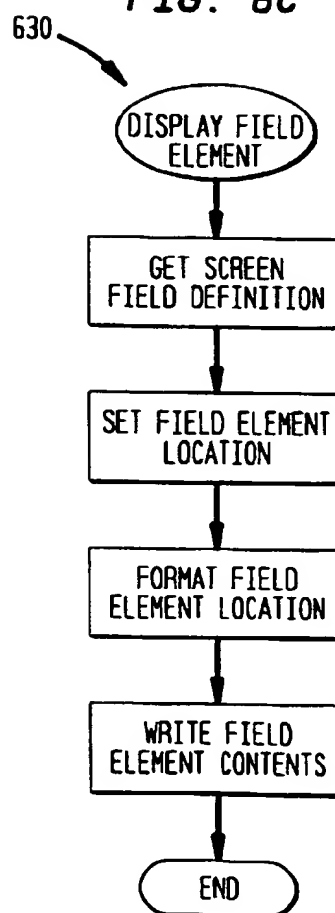 FIG. 6C
630
DISPLAY FIELD
ELEMENT
GET SCREEN
FIELD DEFINITION
SET FIELD ELEMENT
LOCATION
FORMAT FIELD
ELEMENT LOCATION
WRITE FIELD
ELEMENT CONTENTS
END